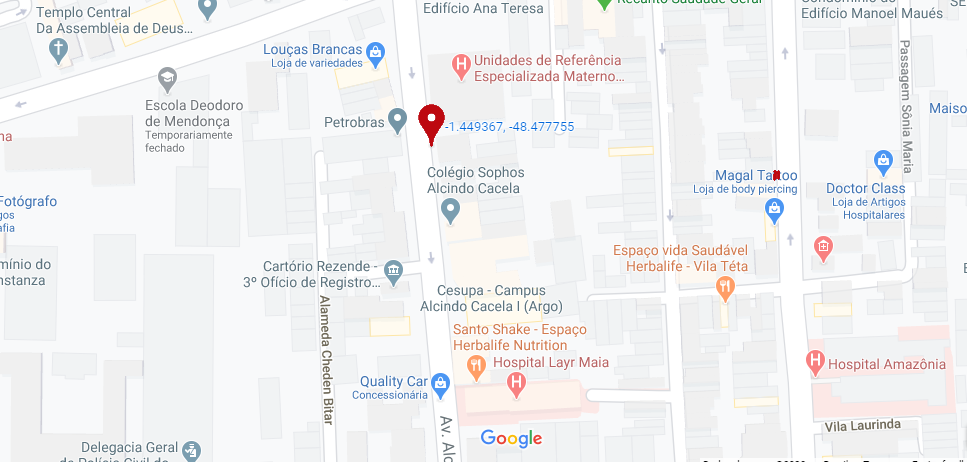 Templo Central
Da Assembleia de Deus...
Edifício Ana Teresa
Recanto Saudade Geral
Edifício Manoel Maués
Louças Brancas
Loja de variedades
Unidades de Referência
Especializada Materno...
Escola Deodoro
de Mendonça
Temporariamente
fechado
Petrobras
-1.449367, -48.477755
Passagem Sônia Maria
Maiso
Colégio Sophos
Alcindo Cacela
Magal Tattoo
Loja de body piercing
Doctor Class
Loja de Artigos
Hospitalares
Fotógrafo
gos
afia
mínio do
nstanza
Cartório Rezende -
3º Ofício de Registro...
Espaço vida Saudável
Herbalife - Vila Téta
Cesupa - Campus
Alcindo Cacela I (Argo)
Alameda Cheden Bitar
Santo Shake - Espaço
Herbalife Nutrition
Hospital Layr Maia
Hospital Amazônia
Quality Car
Concessionária
Av. Alc
Vila Laurinda
Google
Delegacia Geral